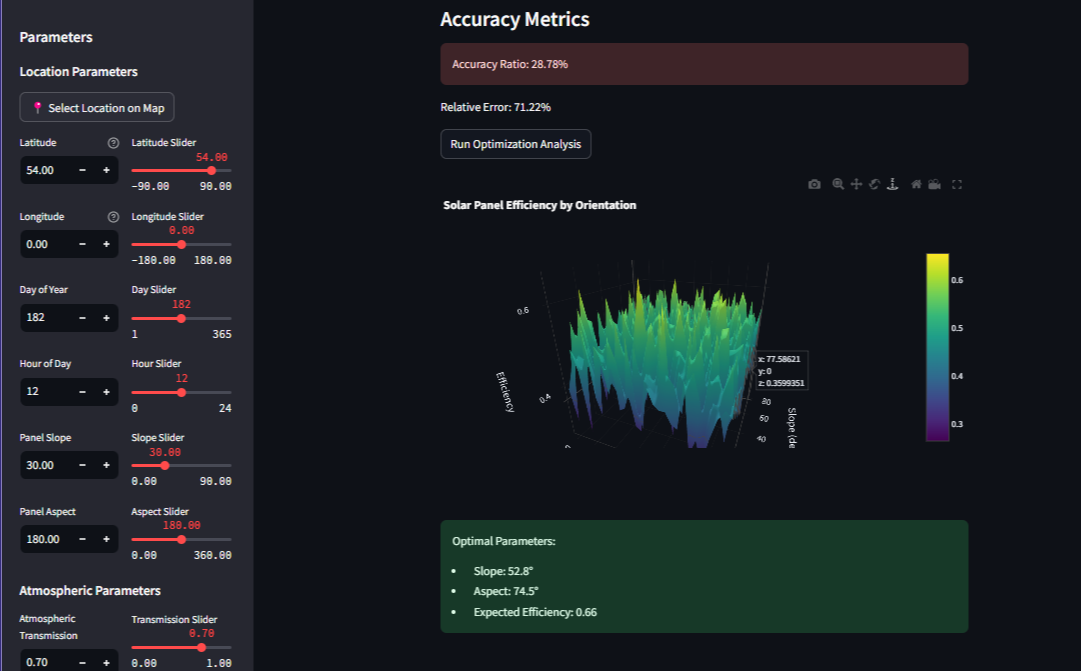 Parameters
Location Parameters
Select Location on Map
Latitude
Latitude Slider
54.00
54.00 − +
−90.00 90.00
Longitude
Longitude Slider
0.00
0.00 − +
−180.00 180.00
Day of Year
Day Slider
182
182 − +
1 365
Hour of Day
Hour Slider
12
12 − +
0 24
Panel Slope
Slope Slider
30.00
30.00 − +
0.00 90.00
Panel Aspect
Aspect Slider
180.00
180.00 − +
0.00 360.00
Atmospheric Parameters
Atmospheric
Transmission
Transmission Slider
0.70
0.70 − +
0.00 1.00
Accuracy Metrics
Accuracy Ratio: 28.78%
Relative Error: 71.22%
Run Optimization Analysis
Solar Panel Efficiency by Orientation
0.6
0.4
Efficiency
x: 77.58621
y: 0
z: 0.3599351
80
60
40
Slope (de
0.6
0.5
0.4
0.3
Optimal Parameters:
• Slope: 52.8°
• Aspect: 74.5°
• Expected Efficiency: 0.66